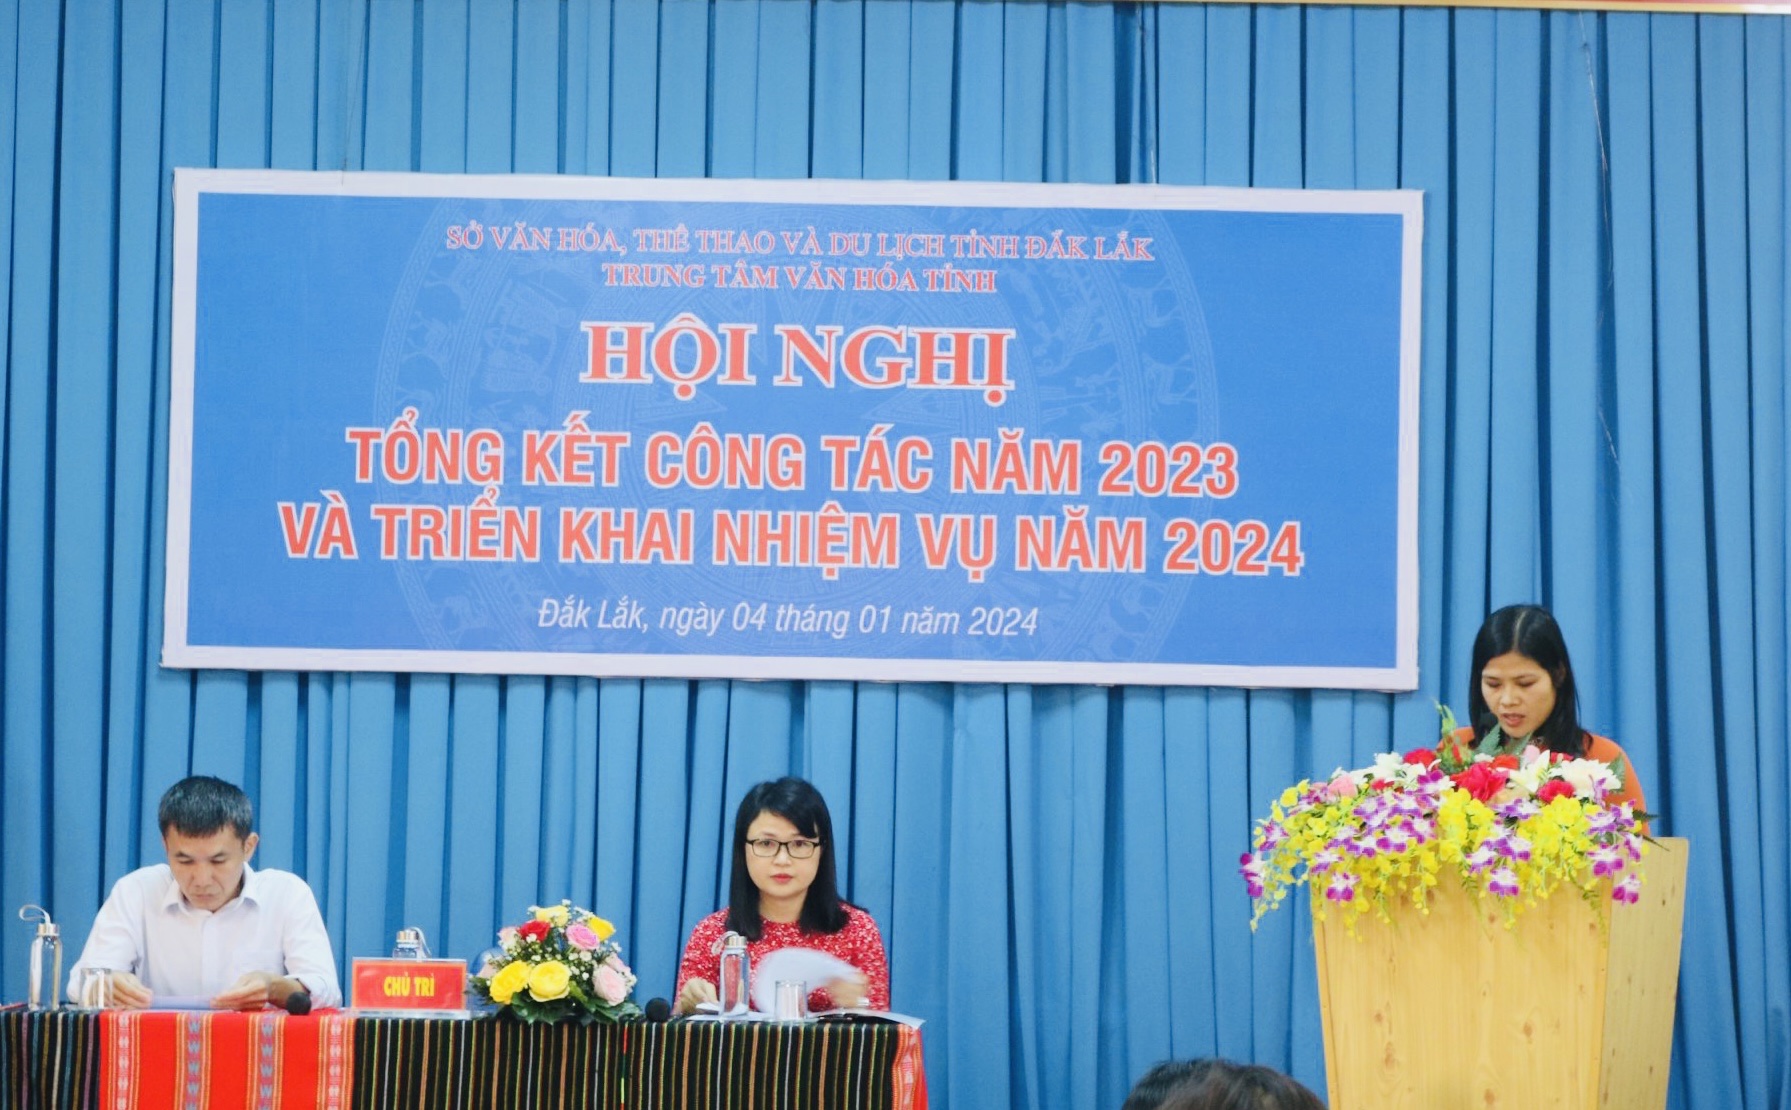 SỞ VĂN HÓA, THỂ THAO VÀ DU LỊCH TỈNH ĐẮK LẮK
TRUNG TÂM VĂN HÓA TỈNH
HỘI NGHỊ
TỔNG KẾT CÔNG TÁC NĂM 2023
VÀ TRIỂN KHAI NHIỆM VỤ NĂM 2024
Đắk Lắk, ngày 04 tháng 01 năm 2024
CHỦ TRÌ